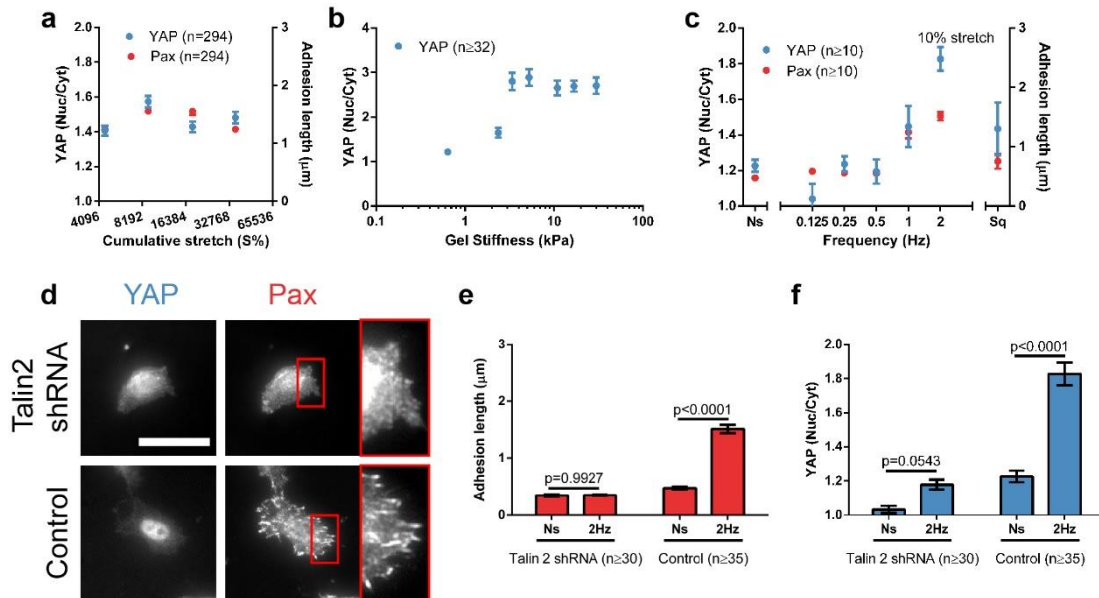 a
YAP (n=294)
Pax (n=294)
YAP (Nuc/Cyt)
2.0
1.8
1.6
1.4
1.2
1.0
3
2
1
0
Adhesion length (μm)
4096
8192
16384
32768
65536
Cumulative stretch (S%)
b
YAP (n≥32)
YAP (Nuc/Cyt)
4
3
2
1
0
0.1
1
10
100
Gel Stiffness (kPa)
c
10% stretch
YAP (n≥10)
Pax (n≥10)
YAP (Nuc/Cyt)
2.0
1.8
1.6
1.4
1.2
1.0
3
2
1
0
Adhesion length (μm)
Ns
0.125
0.25
0.5
1
2
Sq
Frequency (Hz)
d
YAP
Pax
Talin2
shRNA
Control
e
Adhesion length (μm)
3
2
1
0
p=0.9927
p<0.0001
Ns
2Hz
Ns
2Hz
Talin 2 shRNA (n≥30)
Control (n≥35)
f
YAP (Nuc/Cyt)
2.0
1.8
1.6
1.4
1.2
1.0
p=0.0543
p<0.0001
Ns
2Hz
Ns
2Hz
Talin 2 shRNA (n≥30)
Control (n≥35)